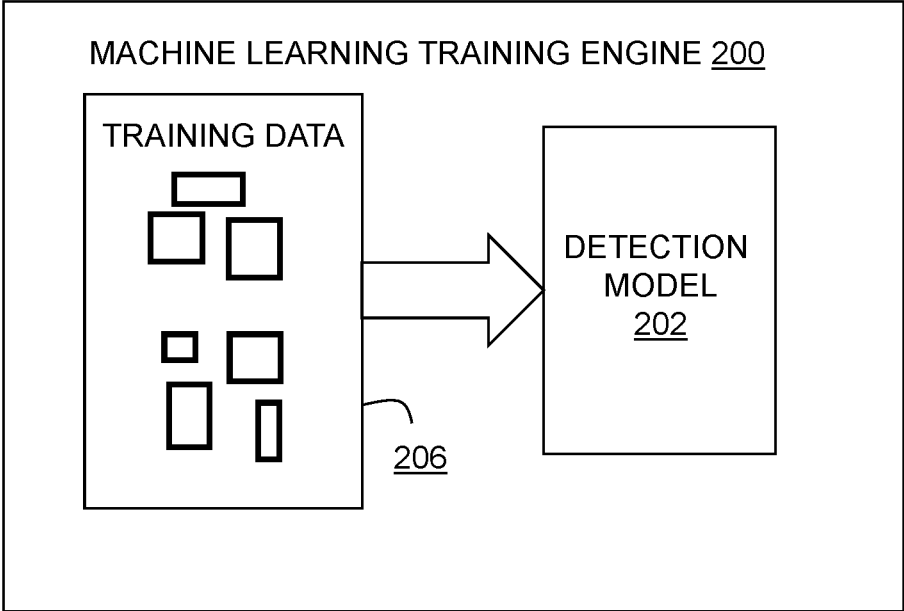 MACHINE LEARNING TRAINING ENGINE 200
TRAINING DATA
DETECTION
MODEL
202
206